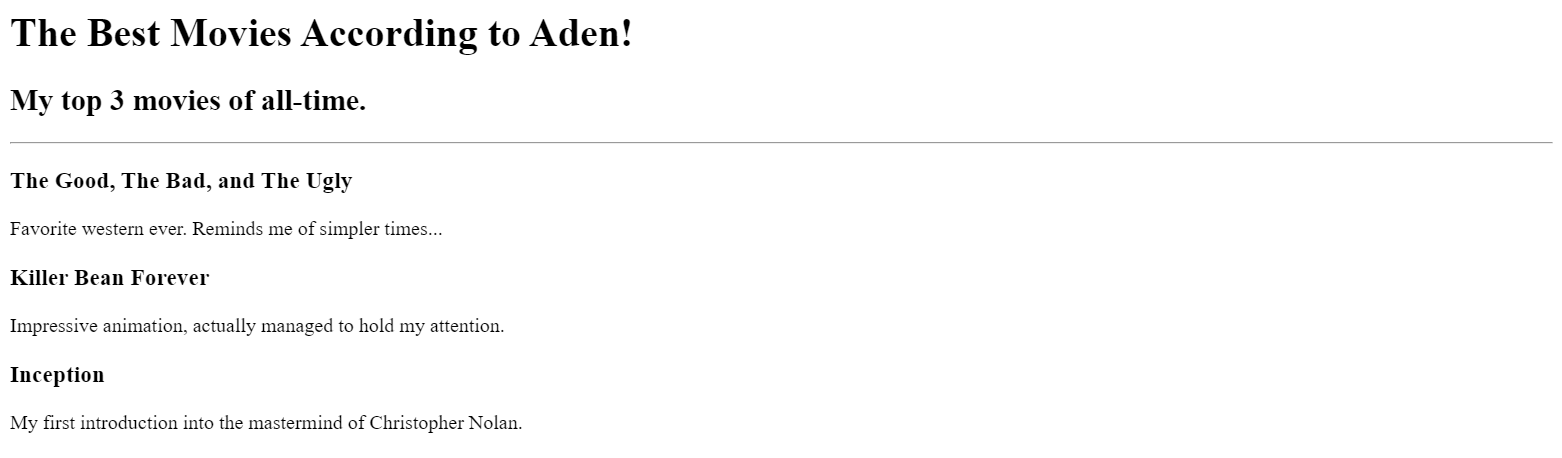 The Best Movies According to Aden!
My top 3 movies of all-time.
The Good, The Bad, and The Ugly
Favorite western ever. Reminds me of simpler times...
Killer Bean Forever
Impressive animation, actually managed to hold my attention.
Inception
My first introduction into the mastermind of Christopher Nolan.